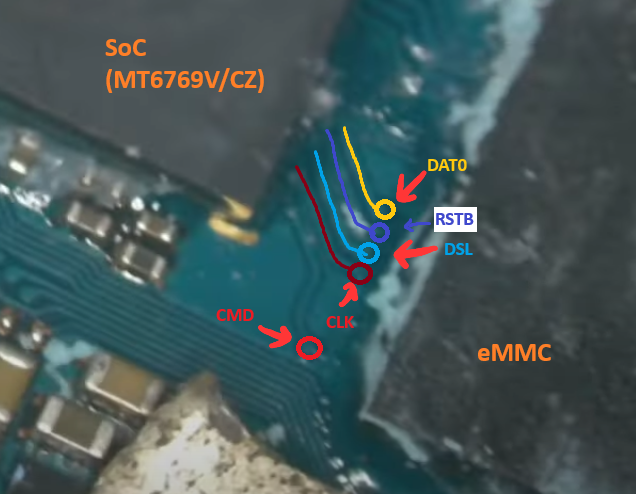 SoC
(MT6769V/CZ)
DAT0
RSTB
DSL
CMD
CLK
eMMC